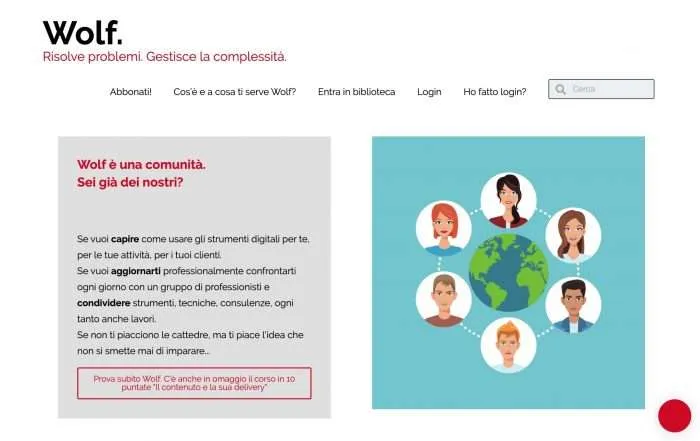 Wolf.
Risolve problemi. Gestisce la complessità.
Abbonati! Cos'è e a cosa ti serve Wolf? Entra in biblioteca Login Ho fatto login? Cerca
Wolf è una comunità.
Sei già dei nostri?
Se vuoi capire come usare gli strumenti digitali per te,
per le tue attività, per i tuoi clienti.
Se vuoi aggiornarti professionalmente confrontarti
ogni giorno con un gruppo di professionisti e
condividere strumenti, tecniche, consulenze, ogni
tanto anche lavori.
Se non ti piacciono le cattedre, ma ti piace l'idea che
non si smette mai di imparare...
Prova subito Wolf. C'è anche in omaggio il corso in 10
puntate "Il contenuto e la sua delivery"